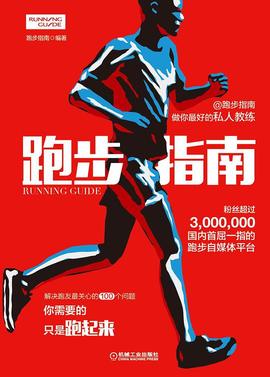 RUNNING
GUIDE
跑步指南 编著
@跑步指南
做你最好的私人教练
跑步指南
RUNNING GUIDE
粉丝超过
3,000,000
国内首屈一指的
跑步自媒体平台
解决跑友最关心的100个问题
你需要的
只是跑起来
机械工业出版社
CHINA MACHINE PRESS